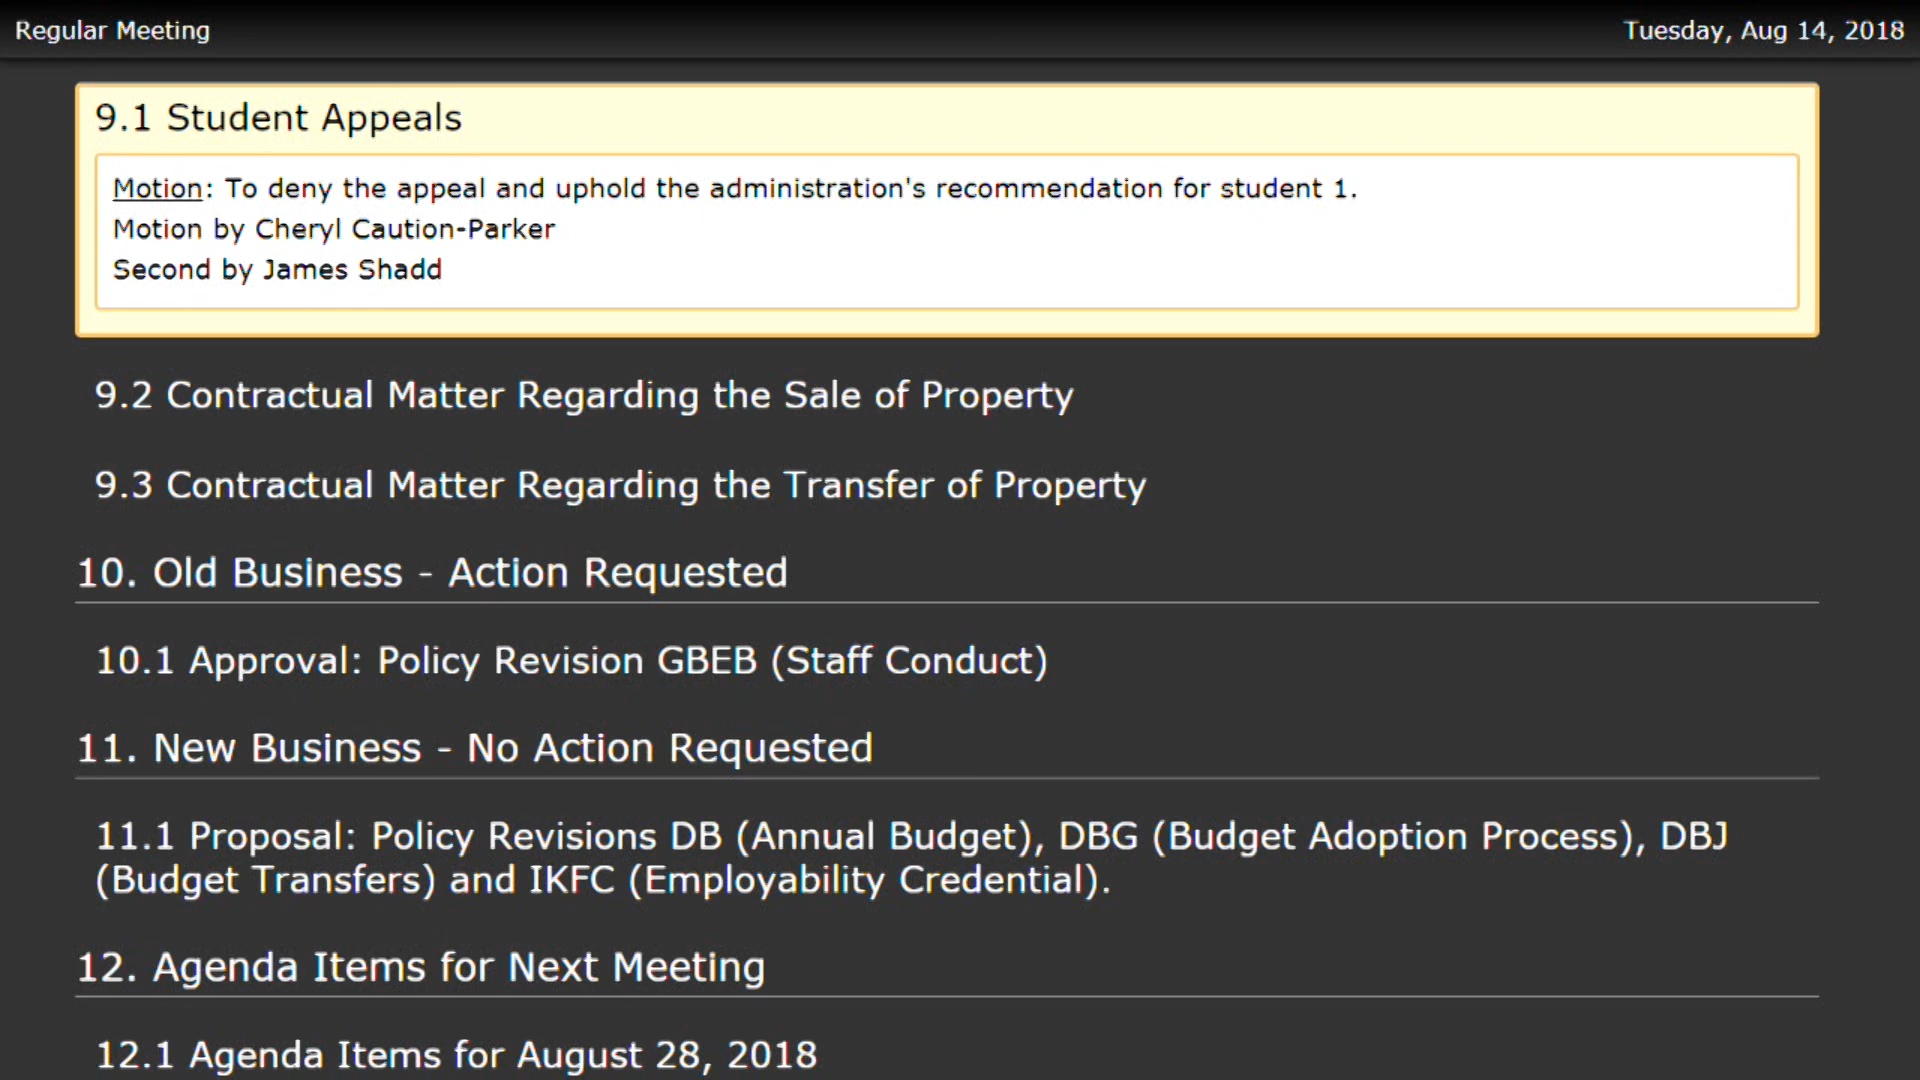 Regular Meeting
Tuesday, Aug 14, 2018
9.1 Student Appeals
Motion: To deny the appeal and uphold the administration's recommendation for student 1.
Motion by Cheryl Caution-Parker
Second by James Shadd
9.2 Contractual Matter Regarding the Sale of Property
9.3 Contractual Matter Regarding the Transfer of Property
10. Old Business - Action Requested
10.1 Approval: Policy Revision GBEB (Staff Conduct)
11. New Business - No Action Requested
11.1 Proposal: Policy Revisions DB (Annual Budget), DBG (Budget Adoption Process), DBJ
(Budget Transfers) and IKFC (Employability Credential).
12. Agenda Items for Next Meeting
12.1 Agenda Items for August 28, 2018